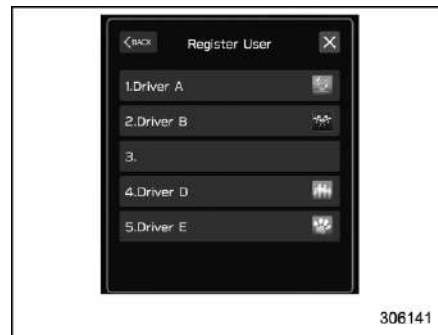 BACK Register User X
1.Driver A
2.Driver B
3.
4.Driver D
5.Driver E
306141